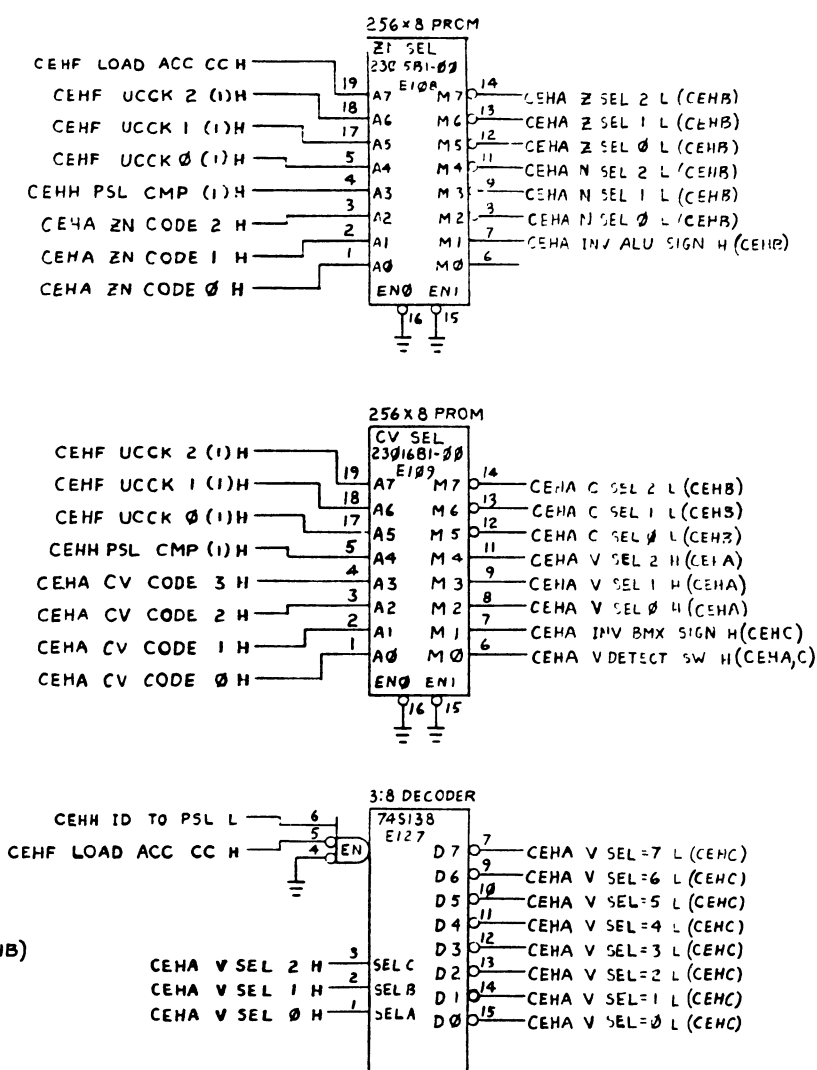 256×8 PROM
Z1 SEL
E108
CEHF LOAD ACC CC H 19 A7
CEHF UCCK 2 (1)H 18 A6
CEHF UCCK 1 (1)H 17 A5
CEHF UCCK Ø (1)H 5 A4
CEHH PSL CMP (1)H 4 A3
CEHA ZN CODE 2 H 3 A2
CEHA ZN CODE 1 H 2 A1
CEHA ZN CODE Ø H 1 AØ
M7 14 CEHA Z SEL 2 L (CEHB)
M6 13 CEHA Z SEL 1 L (CEHB)
M5 12 CEHA Z SEL Ø L (CEHB)
M4 11 CEHA N SEL 2 L (CEHB)
M3 9 CEHA N SEL 1 L (CEHB)
M2 CEHA N SEL Ø L (CEHB)
M1 7 CEHA INV ALU SIGN H (CEHB)
MØ 6
ENØ EN1
16 15
256X8 PROM
CV SEL
23Ø16B1-ØØ
E109
CEHF UCCK 2 (1)H 19 A7
CEHF UCCK 1 (1)H 18 A6
CEHF UCCK Ø (1)H 17 A5
CEHH PSL CMP (1)H 5 A4
CEHA CV CODE 3 H 4 A3
CEHA CV CODE 2 H 3 A2
CEHA CV CODE 1 H 2 A1
CEHA CV CODE Ø H 1 AØ
M7 14 CEHA C SEL 2 L (CEHB)
M6 13 CEHA C SEL 1 L (CEHB)
M5 12 CEHA C SEL Ø L (CEHB)
M4 11 CEHA V SEL 2 H (CEHA)
M3 9 CEHA V SEL 1 H (CEHA)
M2 8 CEHA V SEL Ø H (CEHA)
M1 7 CEHA INV BMX SIGN H (CEHC)
MØ 6 CEHA V DETECT SW H (CEHA,C)
ENØ EN1
16 15
3:8 DECODER
74S138
E127
CEHH ID TO PSL L 6
CEHF LOAD ACC CC H 5
4
EN
D7 7 CEHA V SEL=7 L (CEHC)
D6 9 CEHA V SEL=6 L (CEHC)
D5 1Ø CEHA V SEL=5 L (CEHC)
D4 11 CEHA V SEL=4 L (CEHC)
D3 12 CEHA V SEL=3 L (CEHC)
D2 13 CEHA V SEL=2 L (CEHC)
D1 14 CEHA V SEL=1 L (CEHC)
DØ 15 CEHA V SEL=Ø L (CEHC)
HB)
CEHA V SEL 2 H 3 SEL C
CEHA V SEL 1 H 2 SEL B
CEHA V SEL Ø H 1 SEL A